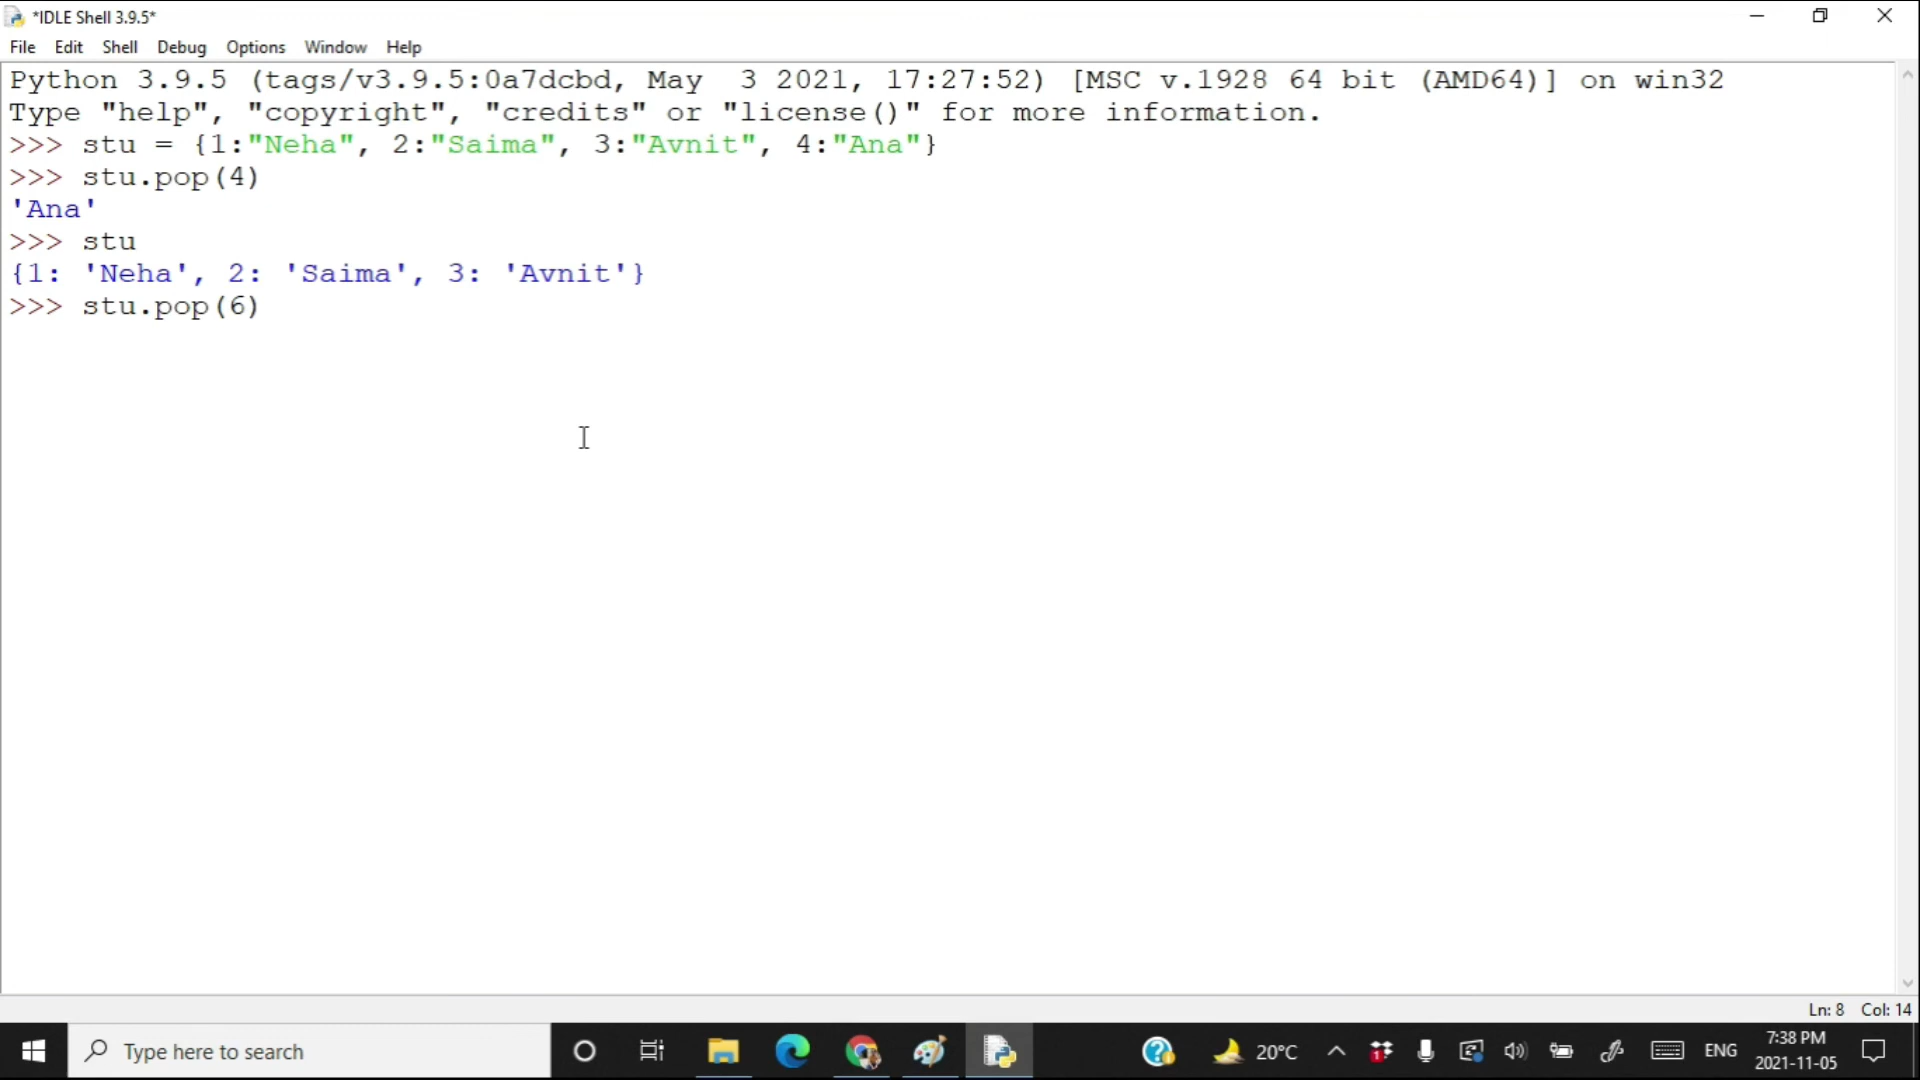 *IDLE Shell 3.9.5*
File Edit Shell Debug Options Window Help
Python 3.9.5 (tags/v3.9.5:0a7dcbd, May  3 2021, 17:27:52) [MSC v.1928 64 bit (AMD64)] on win32
Type "help", "copyright", "credits" or "license()" for more information.
>>> stu = {1:"Neha", 2:"Saima", 3:"Avnit", 4:"Ana"}
>>> stu.pop(4)
'Ana'
>>> stu
{1: 'Neha', 2: 'Saima', 3: 'Avnit'}
>>> stu.pop(6)
Ln: 8 Col: 14
Type here to search
20°C
ENG
7:38 PM
2021-11-05